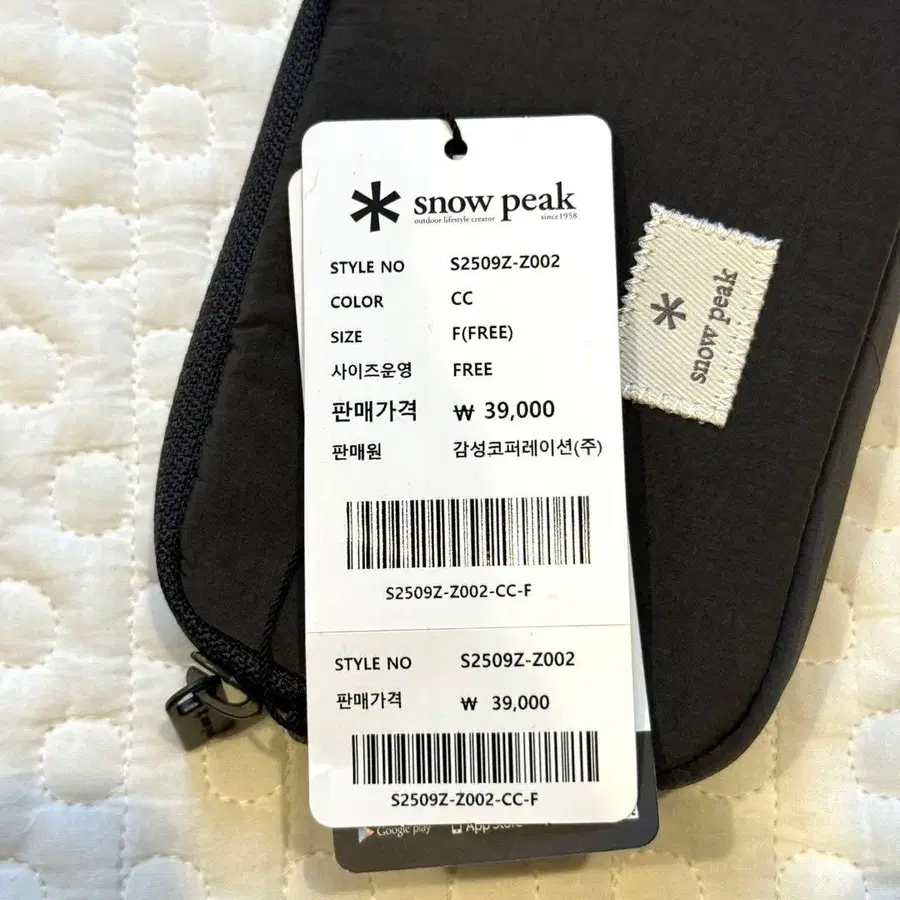 snow peak
outdoor lifestyle creator since1958
STYLE NO S2509Z-Z002
COLOR CC
SIZE F(FREE)
사이즈운영 FREE
판매가격 ₩ 39,000
판매원 감성코퍼레이션(주)
S2509Z-Z002-CC-F
STYLE NO S2509Z-Z002
판매가격 ₩ 39,000
S2509Z-Z002-CC-F
Google play App Store
snow peak